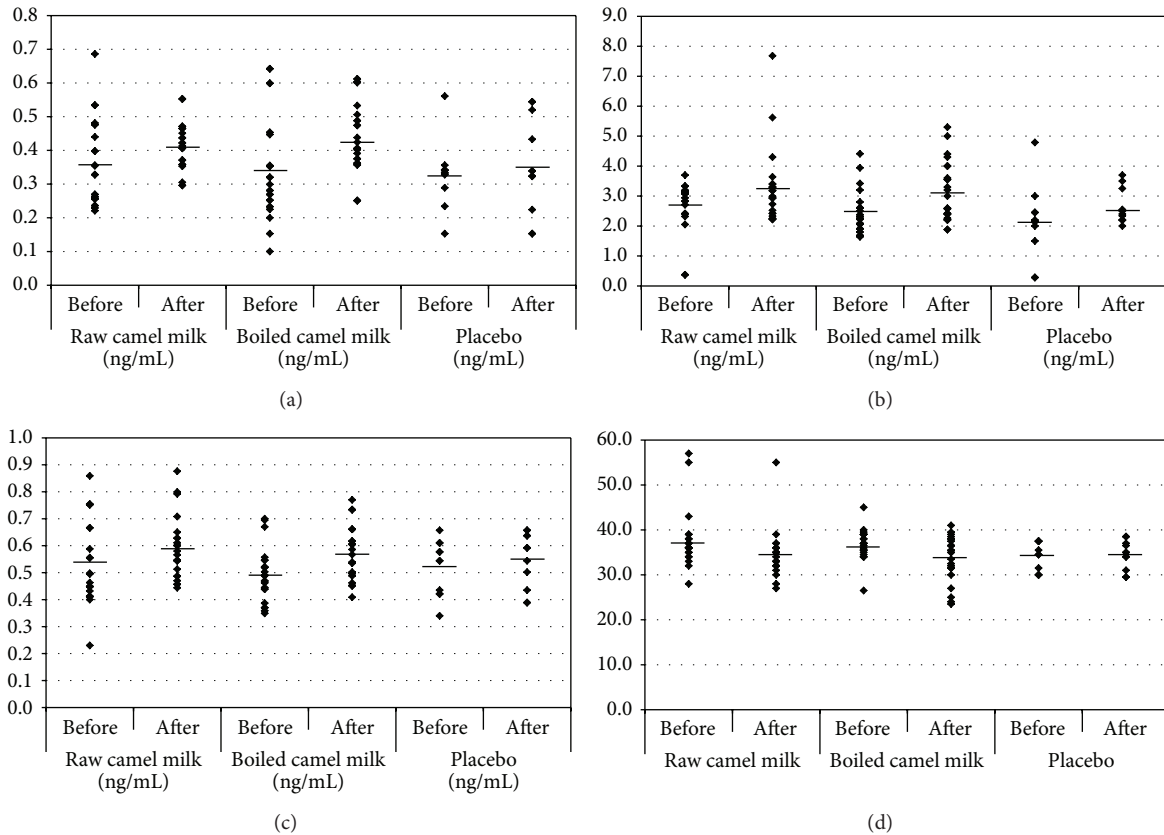 0.8
0.7
0.6
0.5
0.4
0.3
0.2
0.1
0.0
Before After Before After Before After
Raw camel milk Boiled camel milk Placebo
(ng/mL) (ng/mL) (ng/mL)
(a)
9.0
8.0
7.0
6.0
5.0
4.0
3.0
2.0
1.0
0.0
Before After Before After Before After
Raw camel milk Boiled camel milk Placebo
(ng/mL) (ng/mL) (ng/mL)
(b)
1.0
0.9
0.8
0.7
0.6
0.5
0.4
0.3
0.2
0.1
0.0
Before After Before After Before After
Raw camel milk Boiled camel milk Placebo
(ng/mL) (ng/mL) (ng/mL)
(c)
60.0
50.0
40.0
30.0
20.0
10.0
0.0
Before After Before After Before After
Raw camel milk Boiled camel milk Placebo
(d)